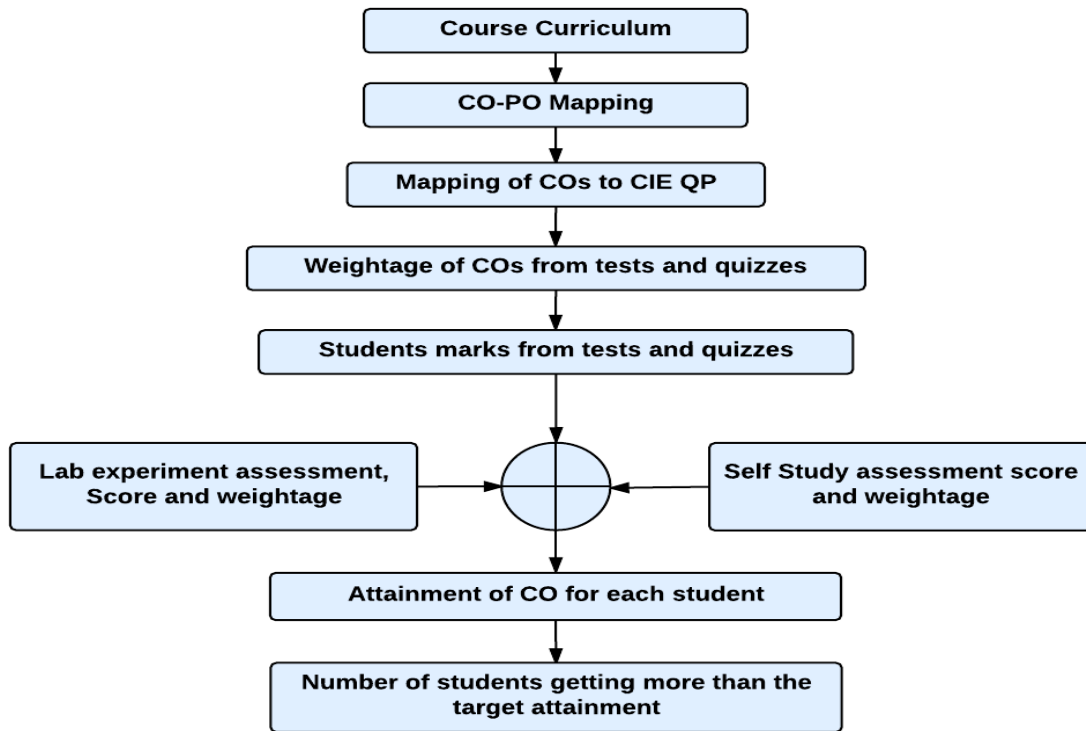 Course Curriculum
CO-PO Mapping
Mapping of COs to CIE QP
Weightage of COs from tests and quizzes
Students marks from tests and quizzes
Lab experiment assessment,
Score and weightage
Self Study assessment score
and weightage
Attainment of CO for each student
Number of students getting more than the
target attainment